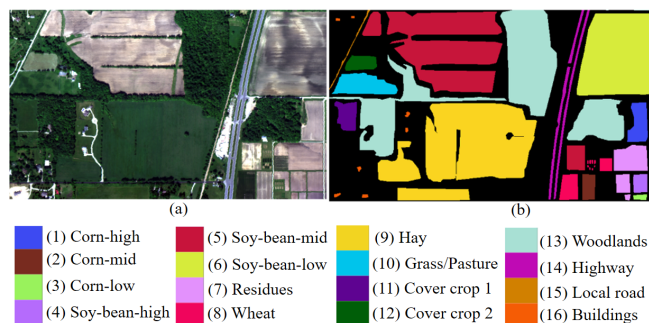 (a) (b)
(1) Corn-high (5) Soy-bean-mid (9) Hay (13) Woodlands
(2) Corn-mid (6) Soy-bean-low (10) Grass/Pasture (14) Highway
(3) Corn-low (7) Residues (11) Cover crop 1 (15) Local road
(4) Soy-bean-high (8) Wheat (12) Cover crop 2 (16) Buildings